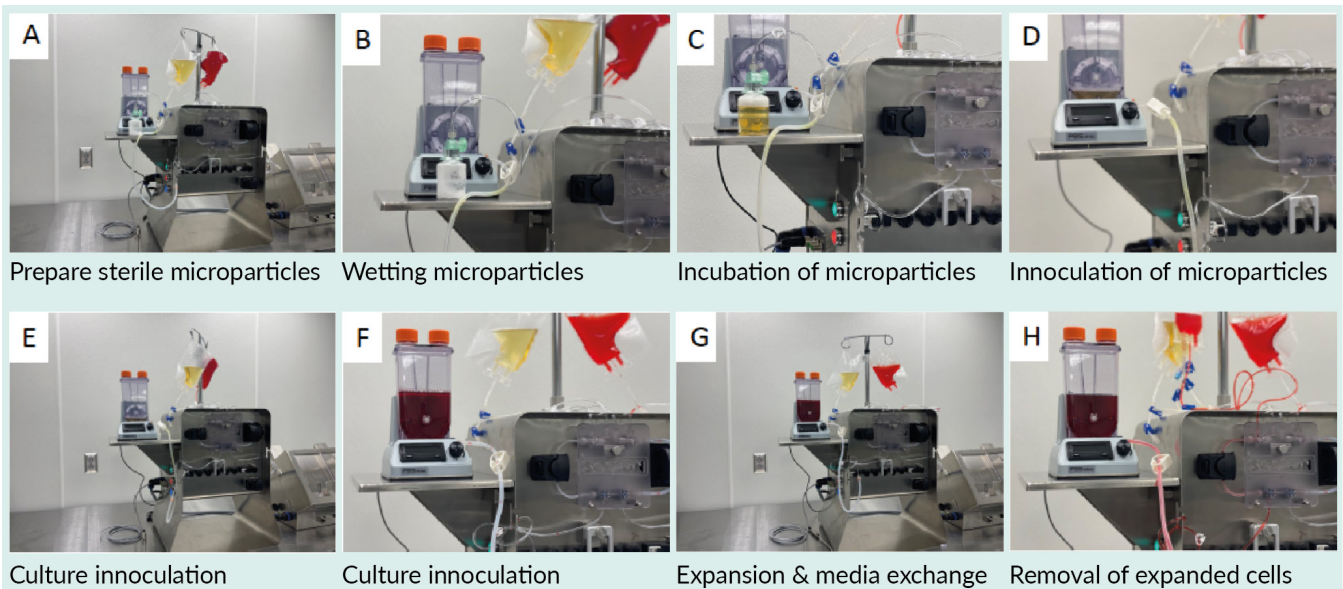 A
B
C
D
Prepare sterile microparticles
Wetting microparticles
Incubation of microparticles
Innoculation of microparticles
E
F
G
H
Culture innoculation
Culture innoculation
Expansion & media exchange
Removal of expanded cells